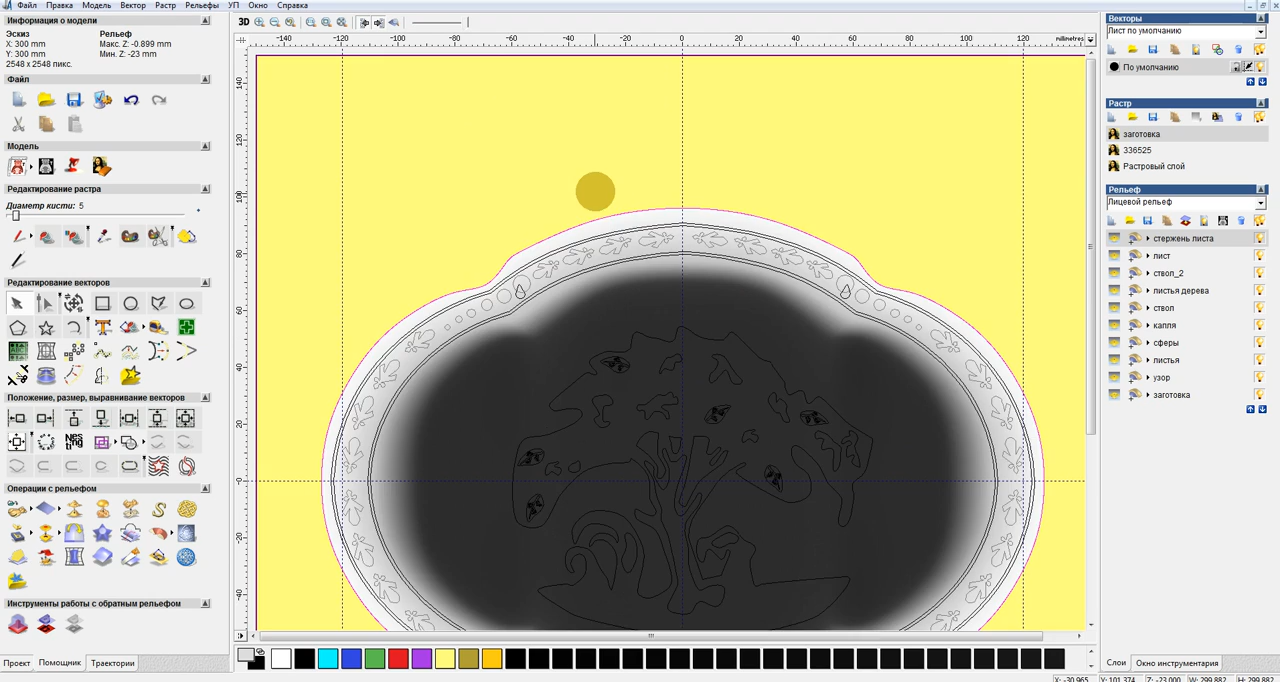 Файл Правка Модель Вектор Растр Рельефы УП Окно Справка
Информация о модели
Эскиз Рельеф
X: 300 mm Макс. Z: -0.899 mm
Y: 300 mm Мин. Z: -23 mm
2548 x 2548 пикс.
Файл
Модель
Редактирование растра
Диаметр кисти: 5
Редактирование векторов
Положение, размер, выравнивание векторов
Операции с рельефом
Инструменты работы с обратным рельефом
Проект Помощник Траектории
3D
-140 -120 -100 -80 -60 -40 -20 0 20 40 60 80 100 120 millimetres
140
120
100
80
60
40
20
0
-20
-40
Векторы
Лист по умолчанию
По умолчанию
Растр
заготовка
336525
Растровый слой
Рельеф
Лицевой рельеф
стержень листа
лист
ствол_2
листья дерева
ствол
капля
сферы
листья
узор
заготовка
Слои Окно инструментария
X: -30.965 Y: 101.374 Z: -23.000 W: 299.882 H: 299.882